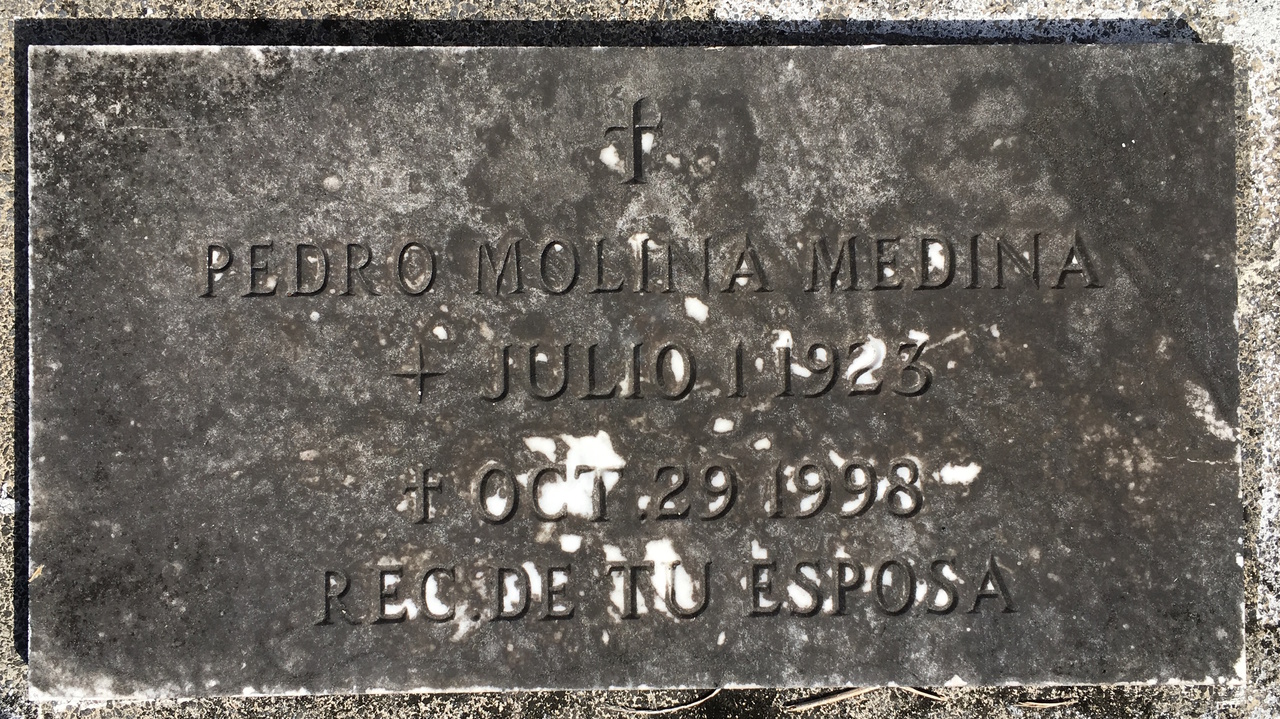 PEDRO MOLINA MEDINA
JULIO 1 1923
† OCT. 29 1998
REC. DE TU ESPOSA